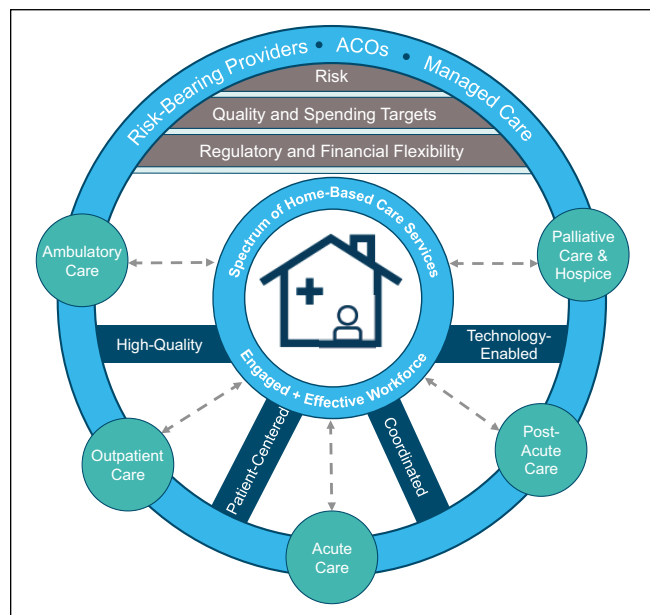 Risk-Bearing Providers • ACOs • Managed Care
Risk
Quality and Spending Targets
Regulatory and Financial Flexibility
Spectrum of Home-Based Care Services
Ambulatory
Care
Palliative
Care &
Hospice
High-Quality
Technology-
Enabled
Engaged + Effective Workforce
Patient-Centered
Coordinated
Outpatient
Care
Post-
Acute
Care
Acute
Care